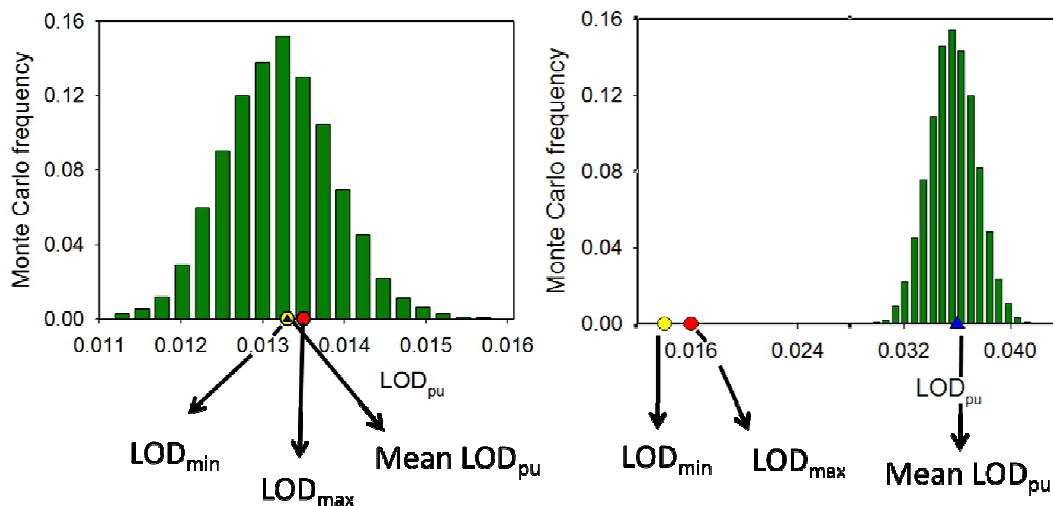 Monte Carlo frequency
0.16
0.12
0.08
0.04
0.00
0.011
0.012
0.013
0.014
0.015
0.016
LODpu
LODmin
LODmax
Mean LODpu
Monte Carlo frequency
0.16
0.12
0.08
0.04
0.00
0.016
0.024
0.032
0.040
LODpu
LODmin
LODmax
Mean LODpu